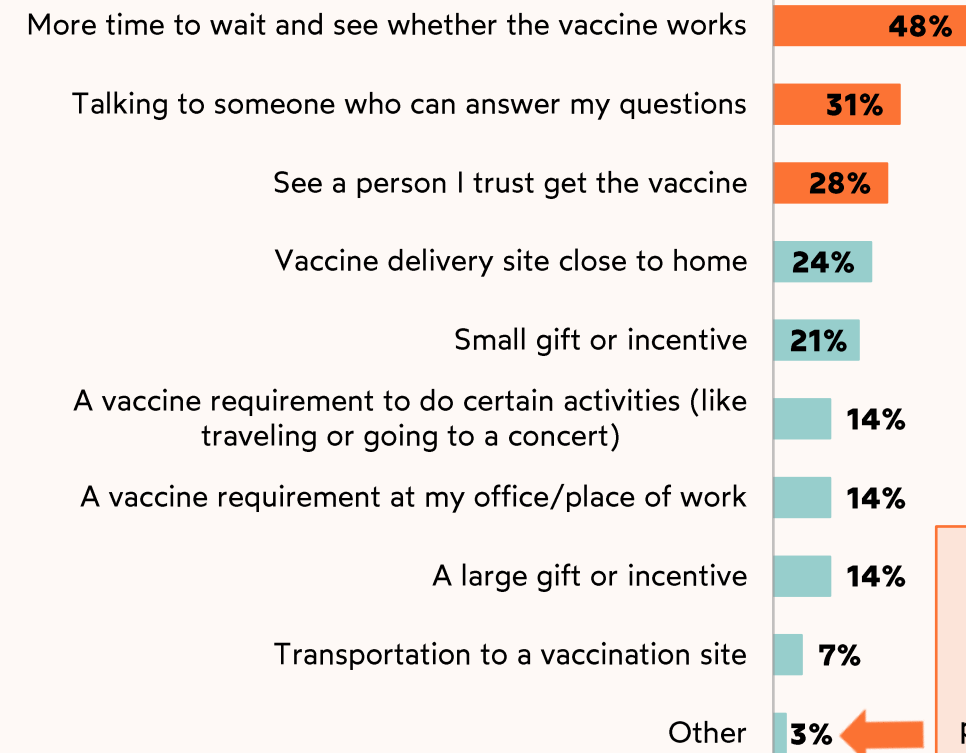 More time to wait and see whether the vaccine works 48%
Talking to someone who can answer my questions 31%
See a person I trust get the vaccine 28%
Vaccine delivery site close to home 24%
Small gift or incentive 21%
A vaccine requirement to do certain activities (like
traveling or going to a concert) 14%
A vaccine requirement at my office/place of work 14%
A large gift or incentive 14%
Transportation to a vaccination site 7%
Other 3%